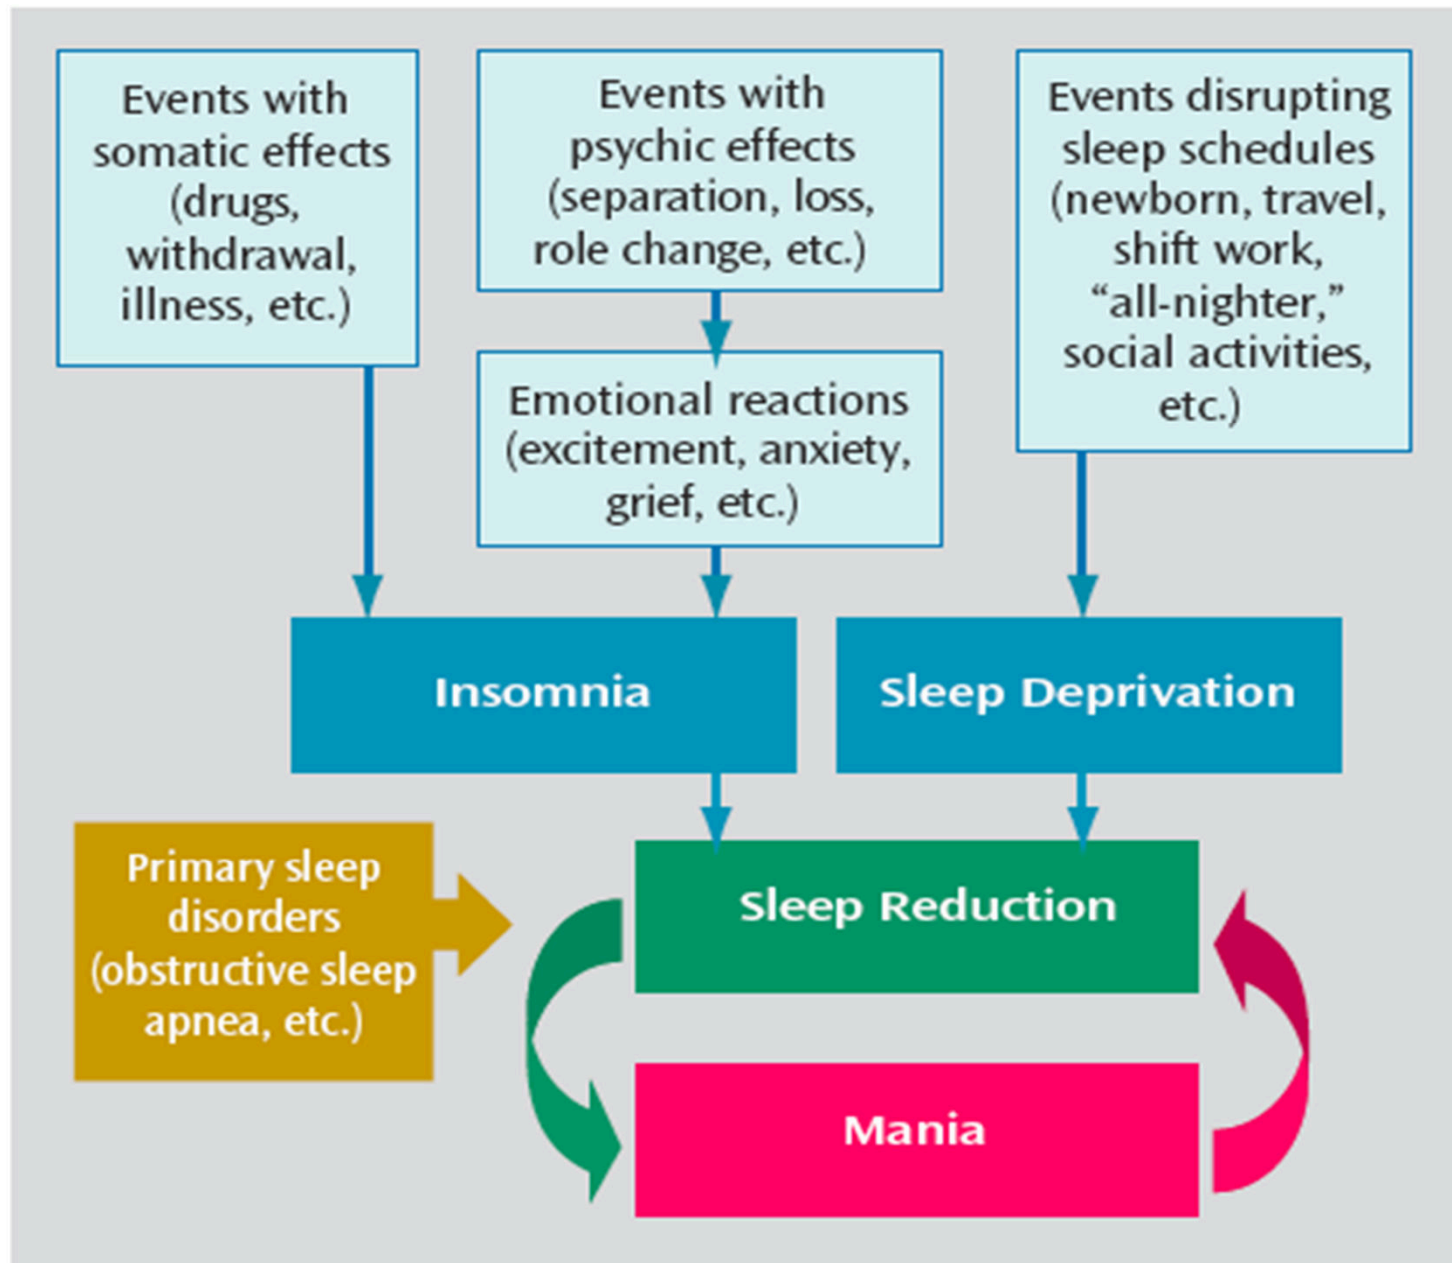 Events with
somatic effects
(drugs,
withdrawal,
illness, etc.)
Events with
psychic effects
(separation, loss,
role change, etc.)
Events disrupting
sleep schedules
(newborn, travel,
shift work,
“all-nighter,”
social activities,
etc.)
Emotional reactions
(excitement, anxiety,
grief, etc.)
Insomnia
Sleep Deprivation
Primary sleep
disorders
(obstructive sleep
apnea, etc.)
Sleep Reduction
Mania